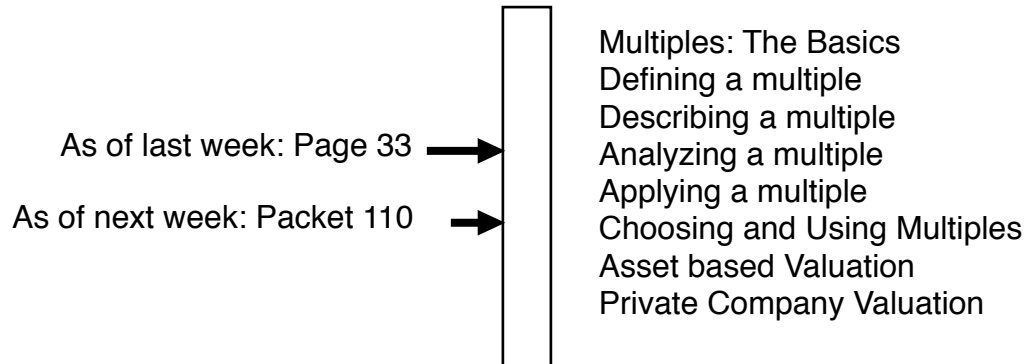 Multiples: The Basics
Defining a multiple
Describing a multiple
As of last week: Page 33
Analyzing a multiple
Applying a multiple
As of next week: Packet 110
Choosing and Using Multiples
Asset based Valuation
Private Company Valuation